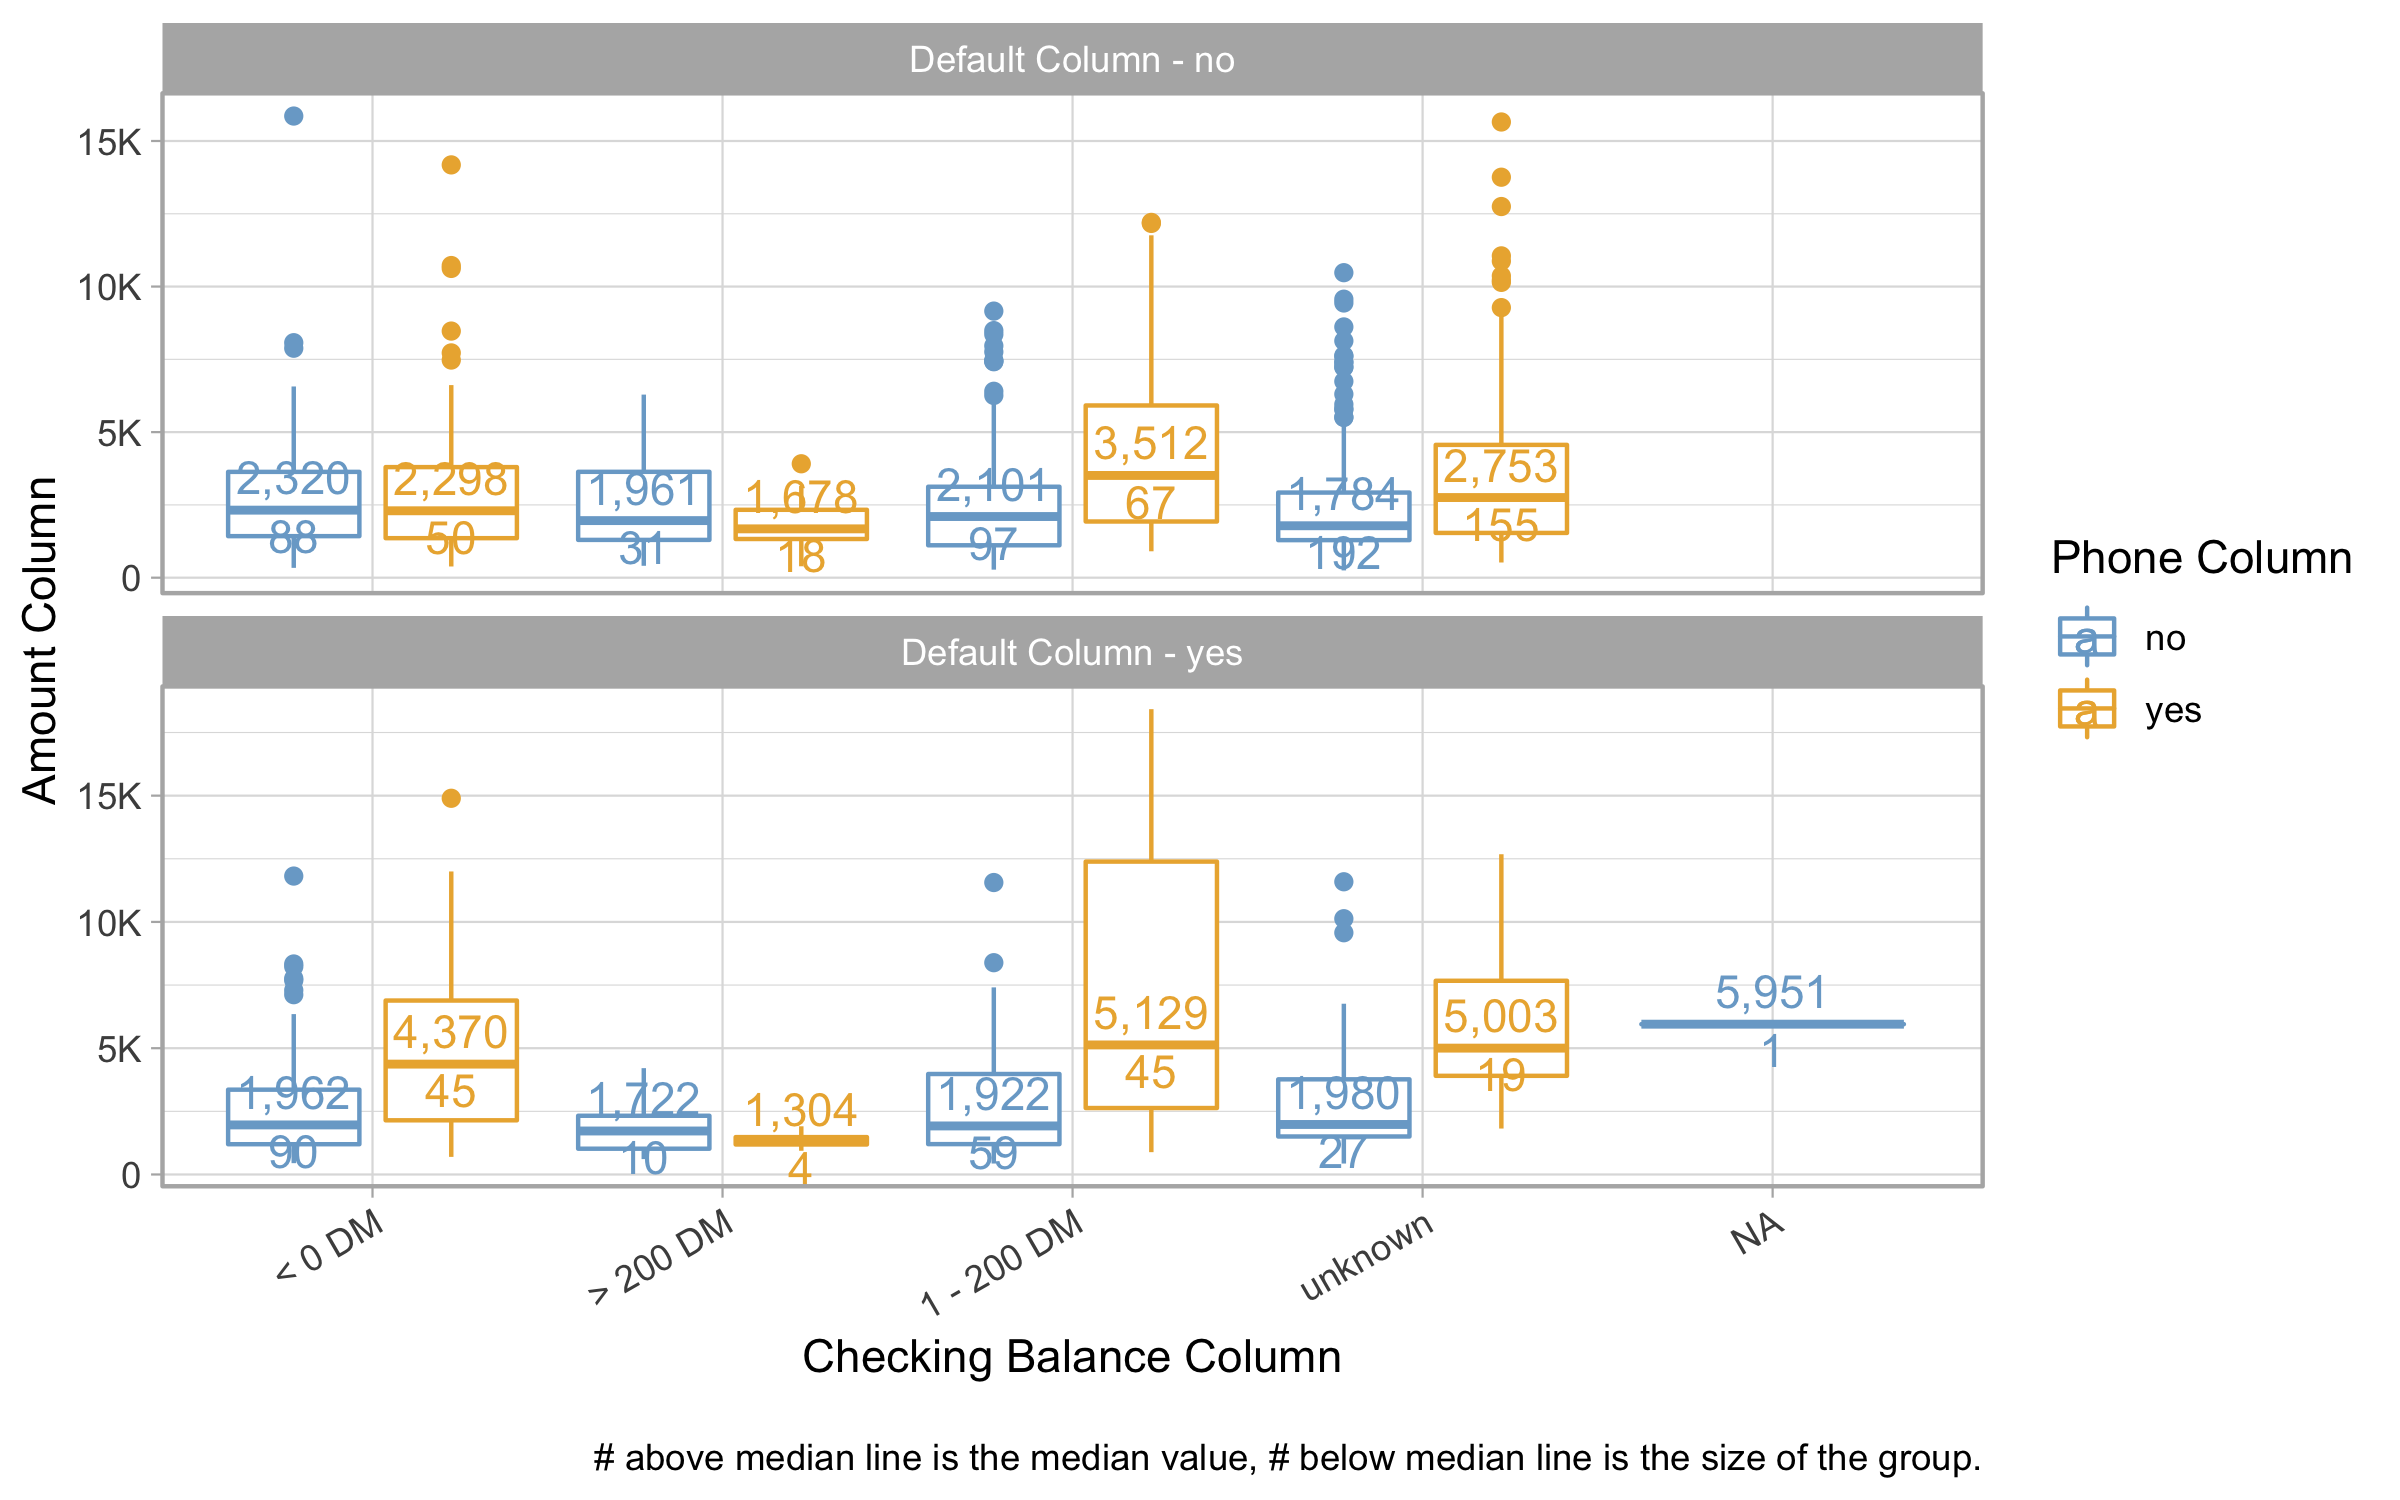 Default Column - no
15K
10K
5K
0
2,320
88
2,298
50
1,961
31
1,678
18
2,101
97
3,512
67
1,784
192
2,753
155
Default Column - yes
15K
10K
5K
0
1,962
90
4,370
45
1,722
10
1,304
4
1,922
59
5,129
45
1,980
27
5,003
19
5,951
1
< 0 DM
> 200 DM
1 - 200 DM
unknown
NA
Amount Column
Checking Balance Column
Phone Column
a no
a yes
# above median line is the median value, # below median line is the size of the group.